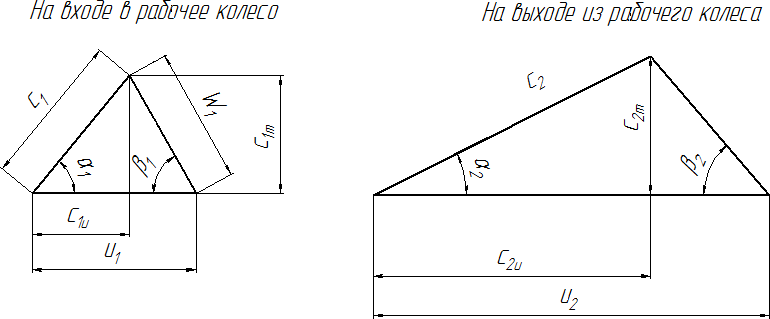 На входе в рабочее колесо
C1
W1
C1m
α1
β1
C1u
u1
На выходе из рабочего колеса
C2
C2m
α2
β2
C2u
u2